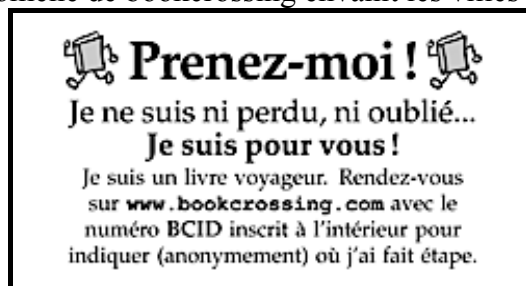 Prenez-moi !
Je ne suis ni perdu, ni oublié...
Je suis pour vous !
Je suis un livre voyageur. Rendez-vous
sur www.bookcrossing.com avec le
numéro BCID inscrit à l'intérieur pour
indiquer (anonymement) où j'ai fait étape.